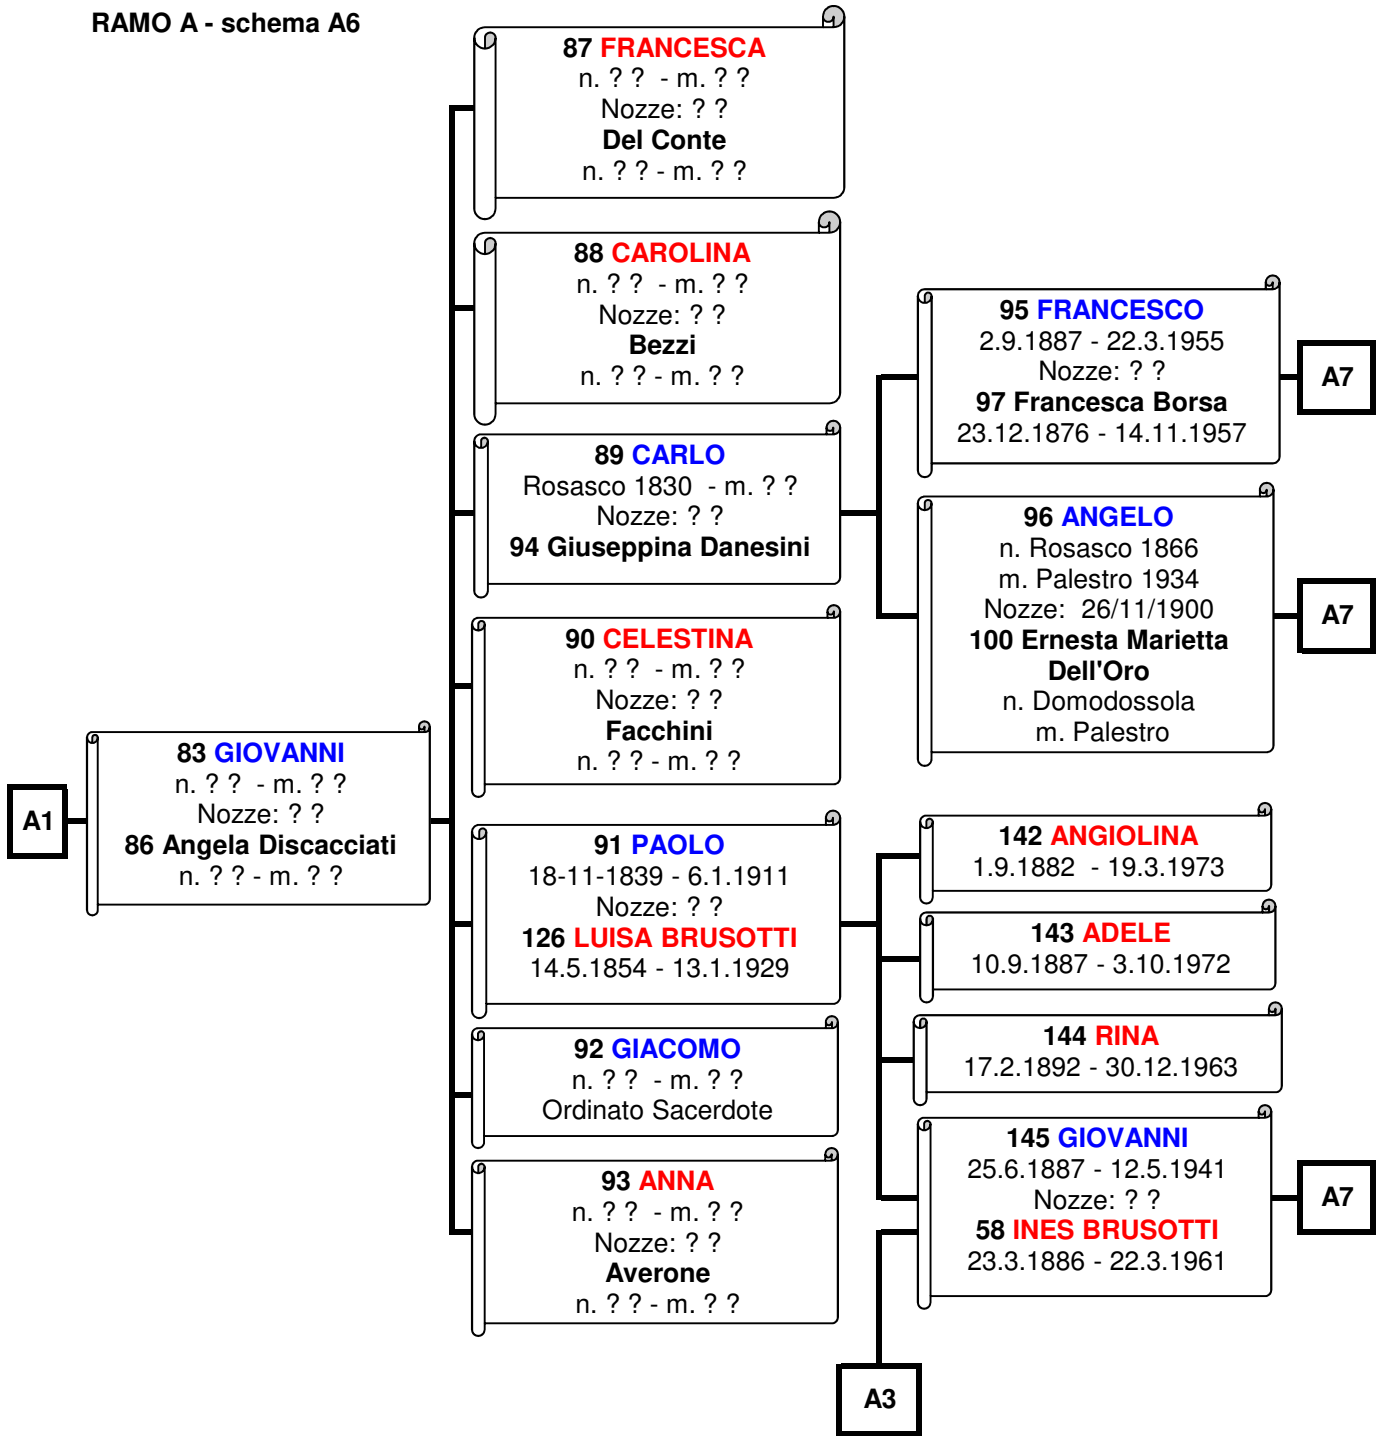 RAMO A - schema A6
87 FRANCESCA
n. ? ? - m. ? ?
Nozze: ? ?
Del Conte
n. ? ? - m. ? ?
88 CAROLINA
n. ? ? - m. ? ?
Nozze: ? ?
Bezzi
n. ? ? - m. ? ?
89 CARLO
Rosasco 1830 - m. ? ?
Nozze: ? ?
94 Giuseppina Danesini
95 FRANCESCO
2.9.1887 - 22.3.1955
Nozze: ? ?
97 Francesca Borsa
23.12.1876 - 14.11.1957
A7
96 ANGELO
n. Rosasco 1866
m. Palestro 1934
Nozze: 26/11/1900
100 Ernesta Marietta
Dell'Oro
n. Domodossola
m. Palestro
A7
90 CELESTINA
n. ? ? - m. ? ?
Nozze: ? ?
Facchini
n. ? ? - m. ? ?
A1
83 GIOVANNI
n. ? ? - m. ? ?
Nozze: ? ?
86 Angela Discacciati
n. ? ? - m. ? ?
91 PAOLO
18-11-1839 - 6.1.1911
Nozze: ? ?
126 LUISA BRUSOTTI
14.5.1854 - 13.1.1929
142 ANGIOLINA
1.9.1882 - 19.3.1973
143 ADELE
10.9.1887 - 3.10.1972
144 RINA
17.2.1892 - 30.12.1963
92 GIACOMO
n. ? ? - m. ? ?
Ordinato Sacerdote
145 GIOVANNI
25.6.1887 - 12.5.1941
Nozze: ? ?
58 INES BRUSOTTI
23.3.1886 - 22.3.1961
A7
93 ANNA
n. ? ? - m. ? ?
Nozze: ? ?
Averone
n. ? ? - m. ? ?
A3